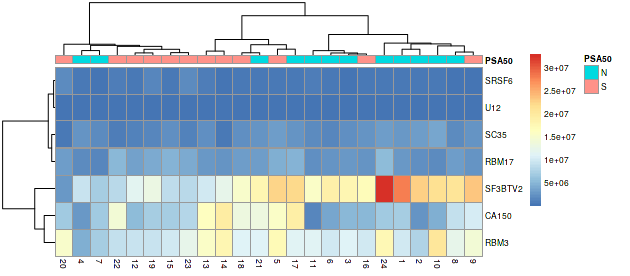 PSA50
PSA50
N
S
3e+07
2.5e+07
2e+07
1.5e+07
1e+07
5e+06
SRSF6
U12
SC35
RBM17
SF3BTV2
CA150
RBM3
20 4 7 22 12 19 15 23 13 14 18 21 5 17 11 6 3 16 24 1 2 10 8 9